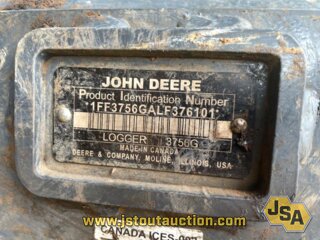 JOHN DEERE
Product Identification Number
*1FF3756GALF376101*
LOGGER 3756G
MADE IN CANADA
DEERE & COMPANY, MOLINE, ILLINOIS, USA
CANADA ICES-002
JSA
www.jstoutauction.com